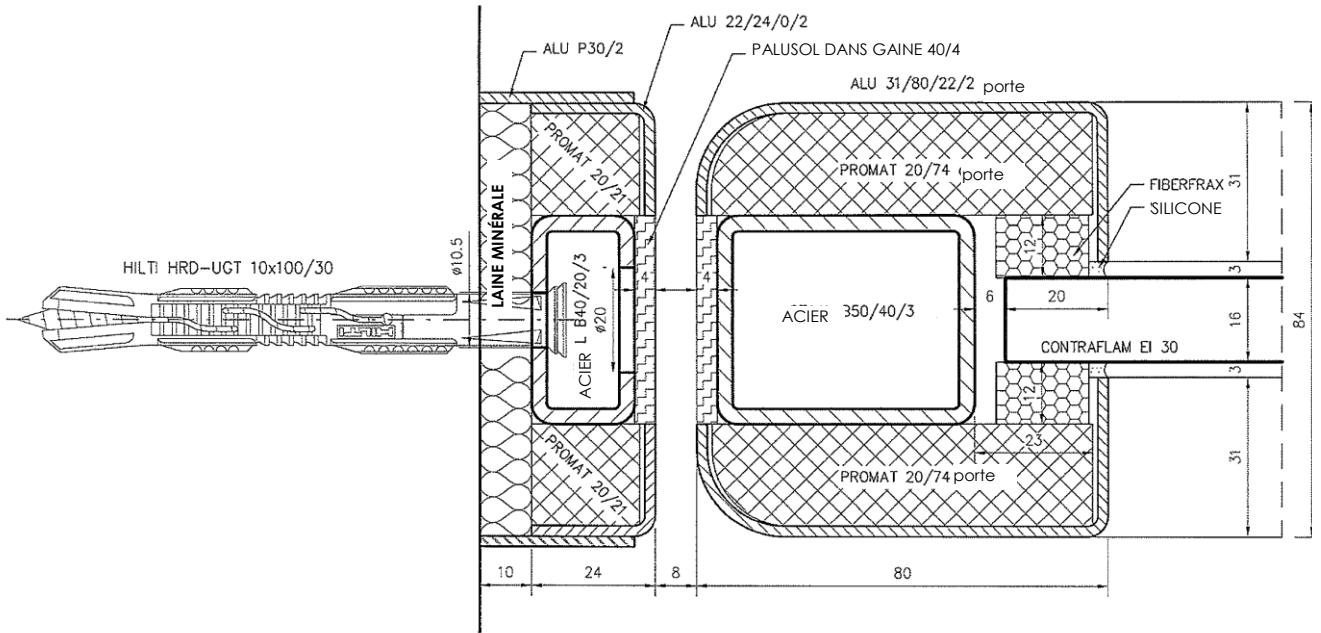 ALU 22/24/0/2
ALU P30/2
PALUSOL DANS GAINE 40/4
ALU 31/80/22/2 porte
PROMAT 20/21
PROMAT 20/74 porte
FIBERFRAX
SILICONE
31
LAINE MINÉRALE
HILTI HRD-UGT 10x100/30
ø10.5
ACIER L B40/20/3
ø20
4
4
ACIER 350/40/3
12
6
20
3
16
84
CONTRAFLAM EI 30
3
12
23
31
PROMAT 20/21
PROMAT 20/74 porte
10
24
8
80